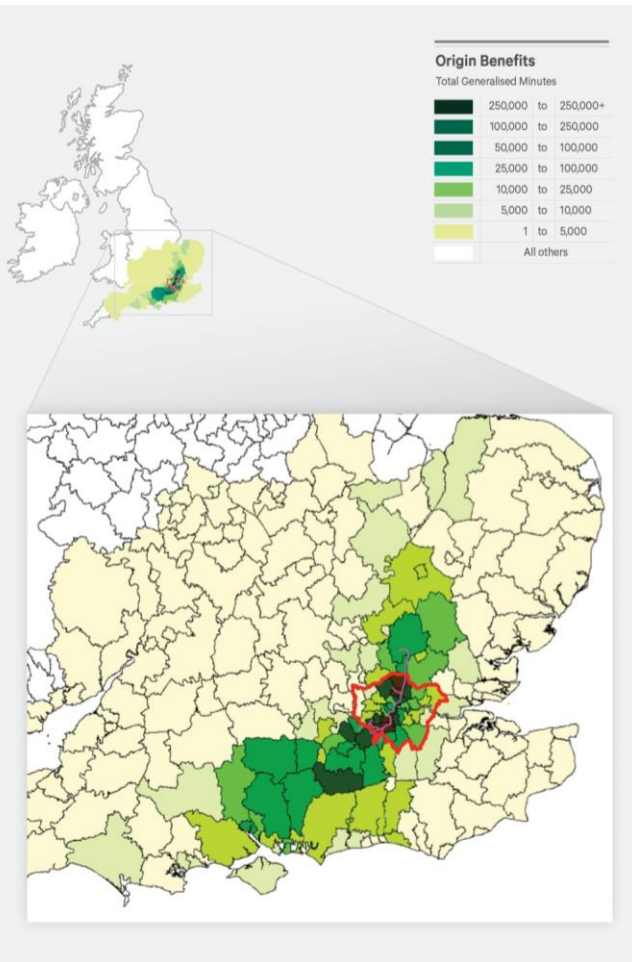 Origin Benefits
Total Generalised Minutes
250,000 to 250,000+
100,000 to 250,000
50,000 to 100,000
25,000 to 100,000
10,000 to 25,000
5,000 to 10,000
1 to 5,000
All others